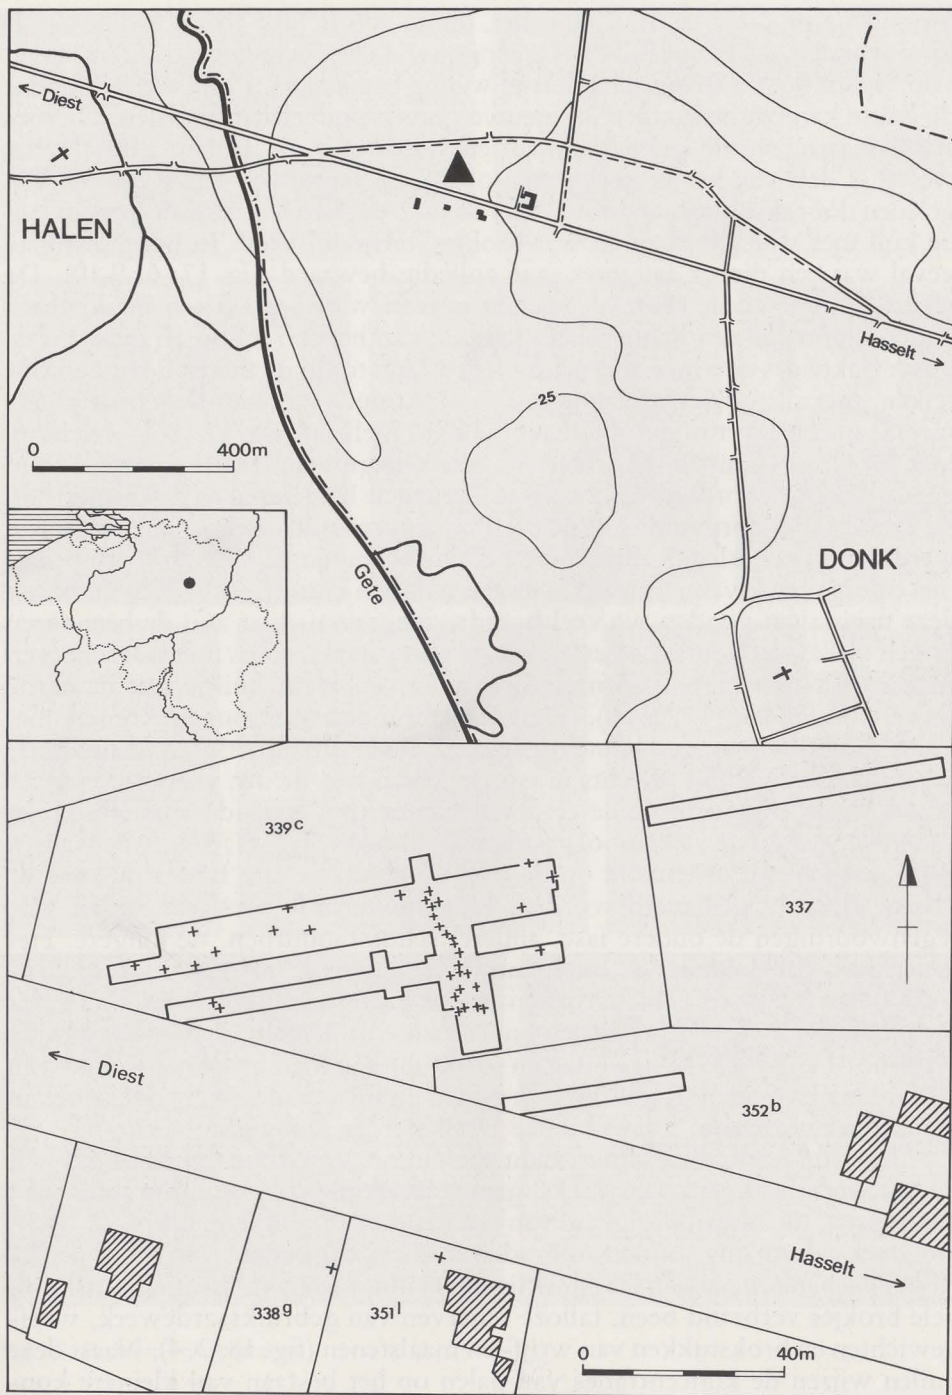 ← Diest
HALEN
Hasselt →
0 400m
25
Gete
DONK
339c
337
← Diest
352b
Hasselt →
338g
351l
0 40m